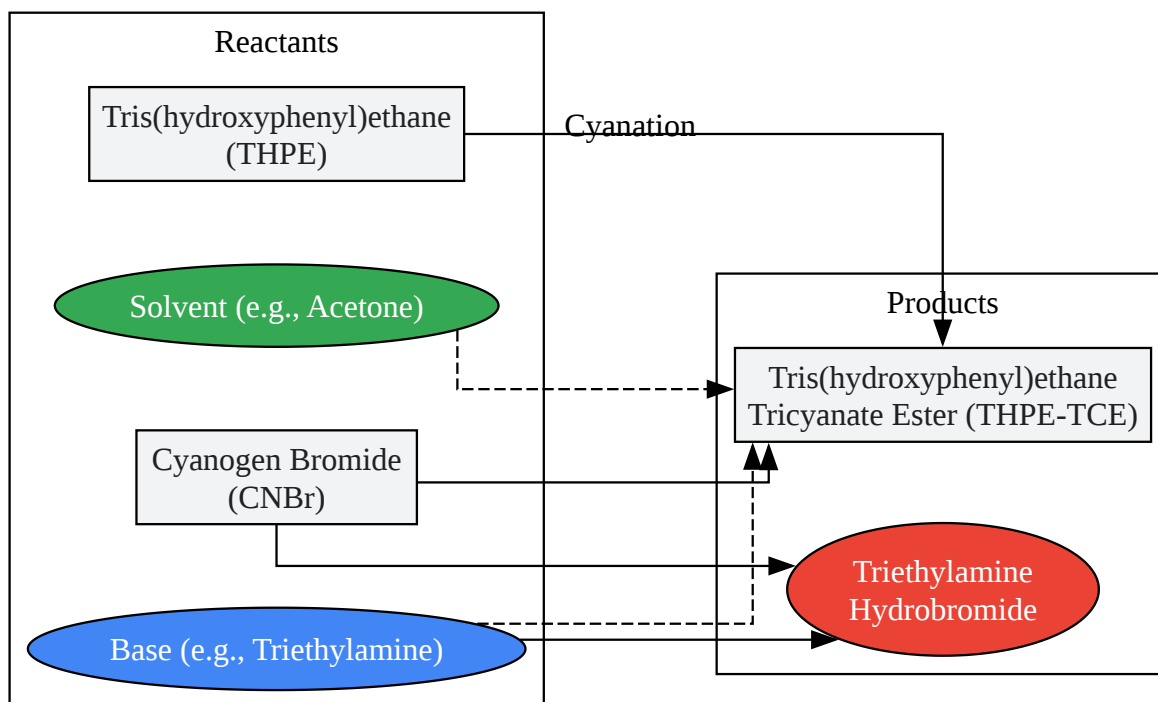 Reactants
Tris(hydroxyphenyl)ethane
(THPE)
Cyanation
Solvent (e.g., Acetone)
Cyanogen Bromide
(CNBr)
Base (e.g., Triethylamine)
Products
Tris(hydroxyphenyl)ethane
Tricyanate Ester (THPE-TCE)
Triethylamine
Hydrobromide